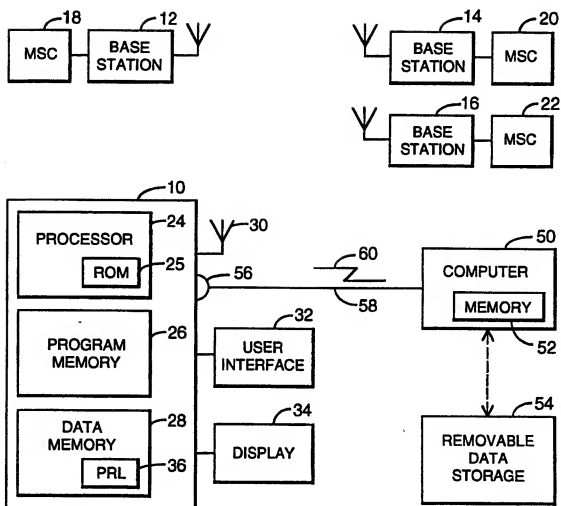 18
12
14
20
MSC
BASE
STATION
BASE
STATION
MSC
16
22
BASE
STATION
MSC
10
24
30
PROCESSOR
ROM
25
56
60
58
50
COMPUTER
MEMORY
52
26
PROGRAM
MEMORY
32
USER
INTERFACE
28
DATA
MEMORY
PRL
36
34
DISPLAY
54
REMOVABLE
DATA
STORAGE